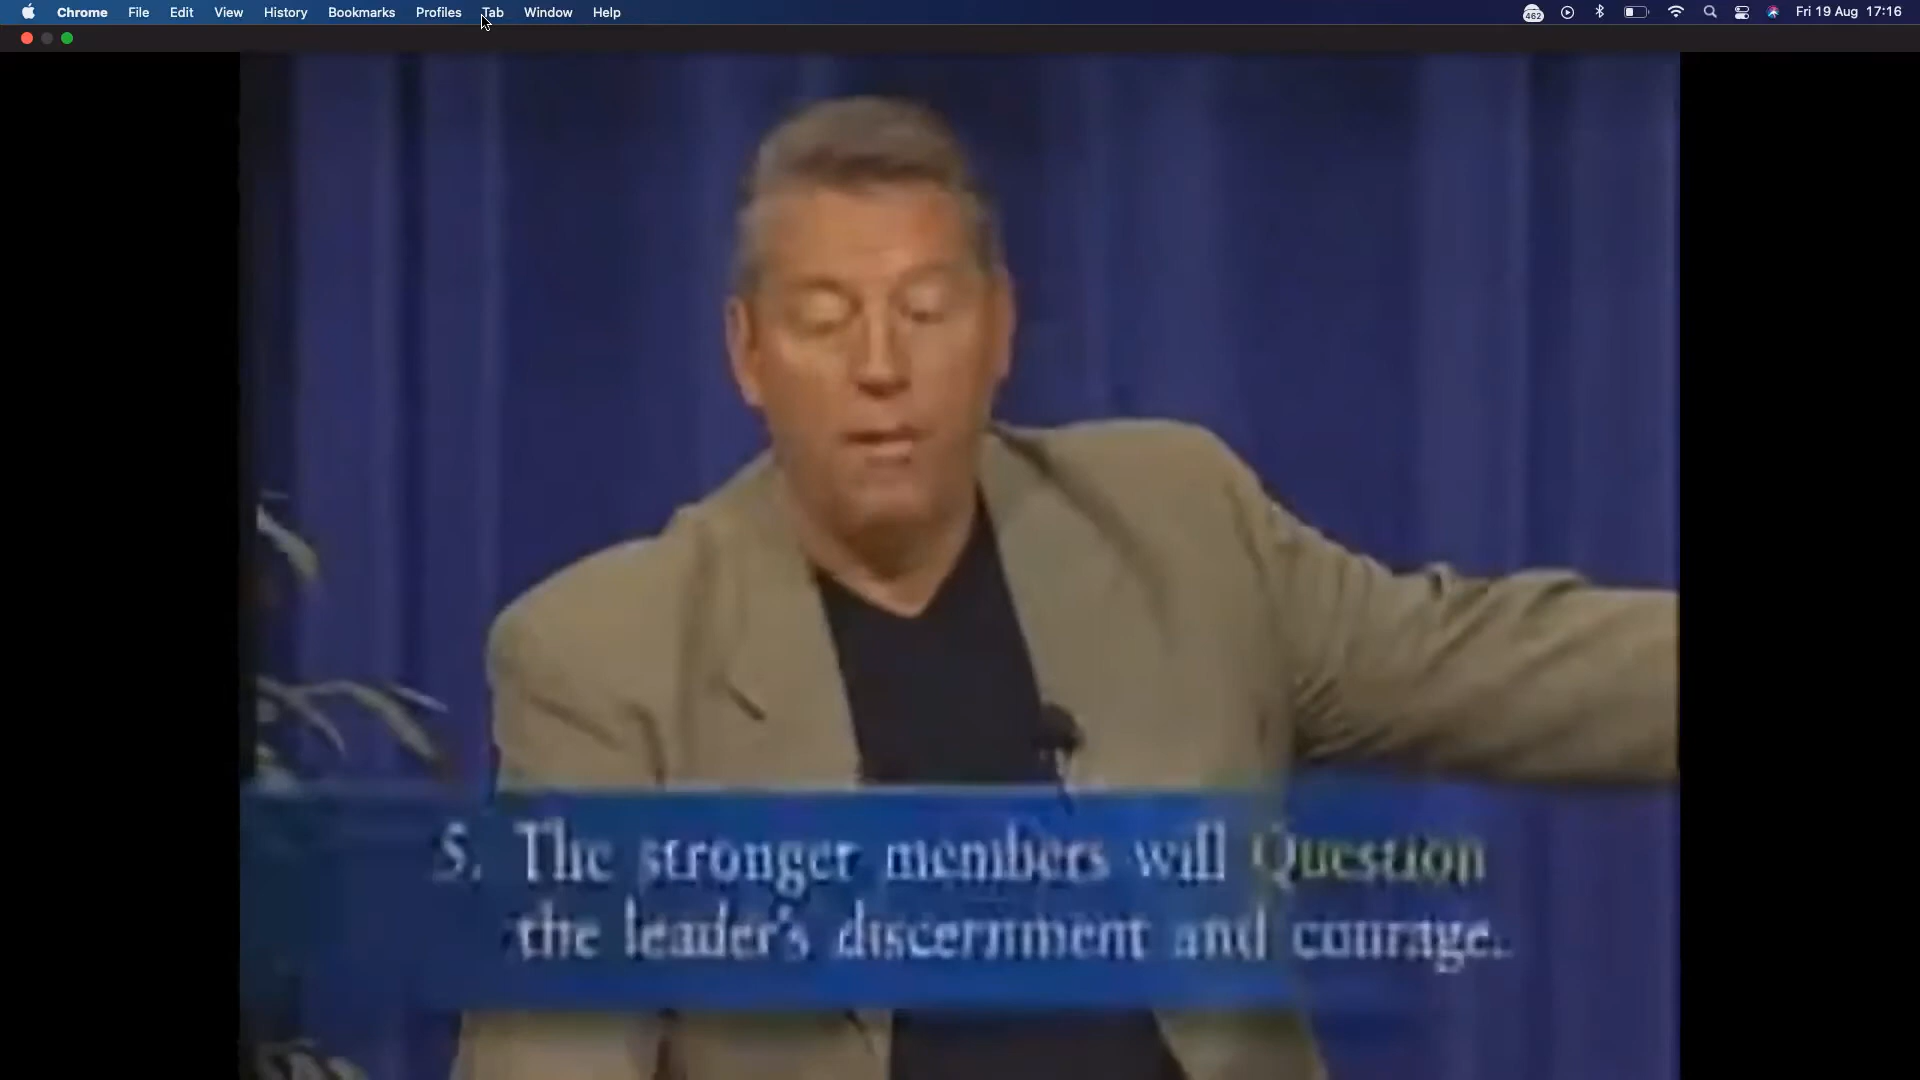 Chrome File Edit View History Bookmarks Profiles Tab Window Help 462 Fri 19 Aug 17:16
5. The stronger members will Question
the leader's discernment and courage.